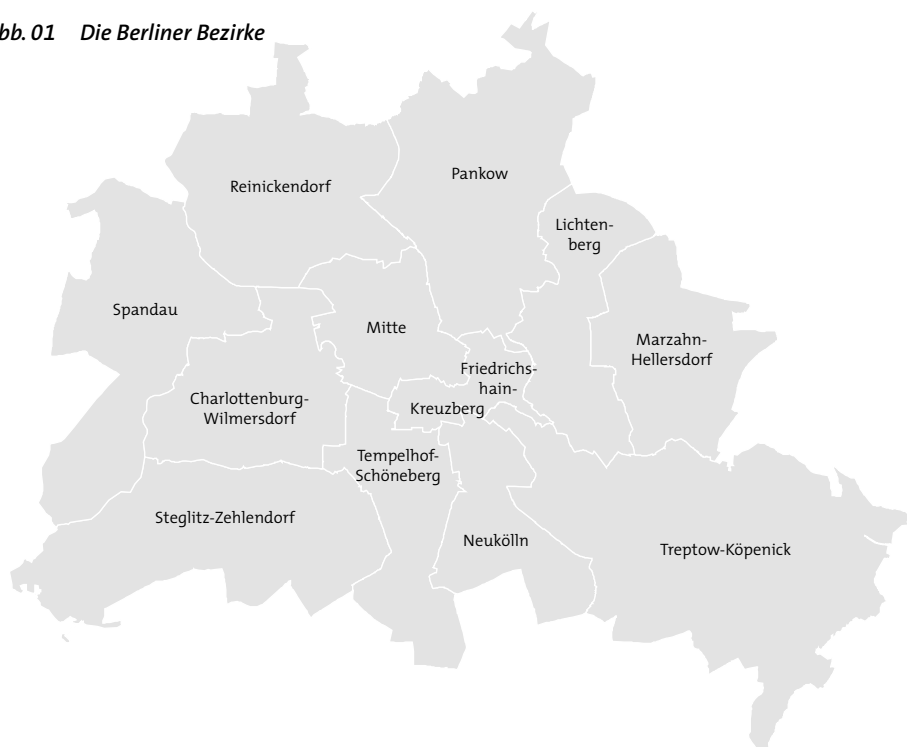 bb. 01 Die Berliner Bezirke
Pankow
Reinickendorf
Lichten-
berg
Spandau
Mitte
Marzahn-
Hellersdorf
Friedrichs-
hain-
Kreuzberg
Charlottenburg-
Wilmersdorf
Tempelhof-
Schöneberg
Steglitz-Zehlendorf
Neukölln
Treptow-Köpenick